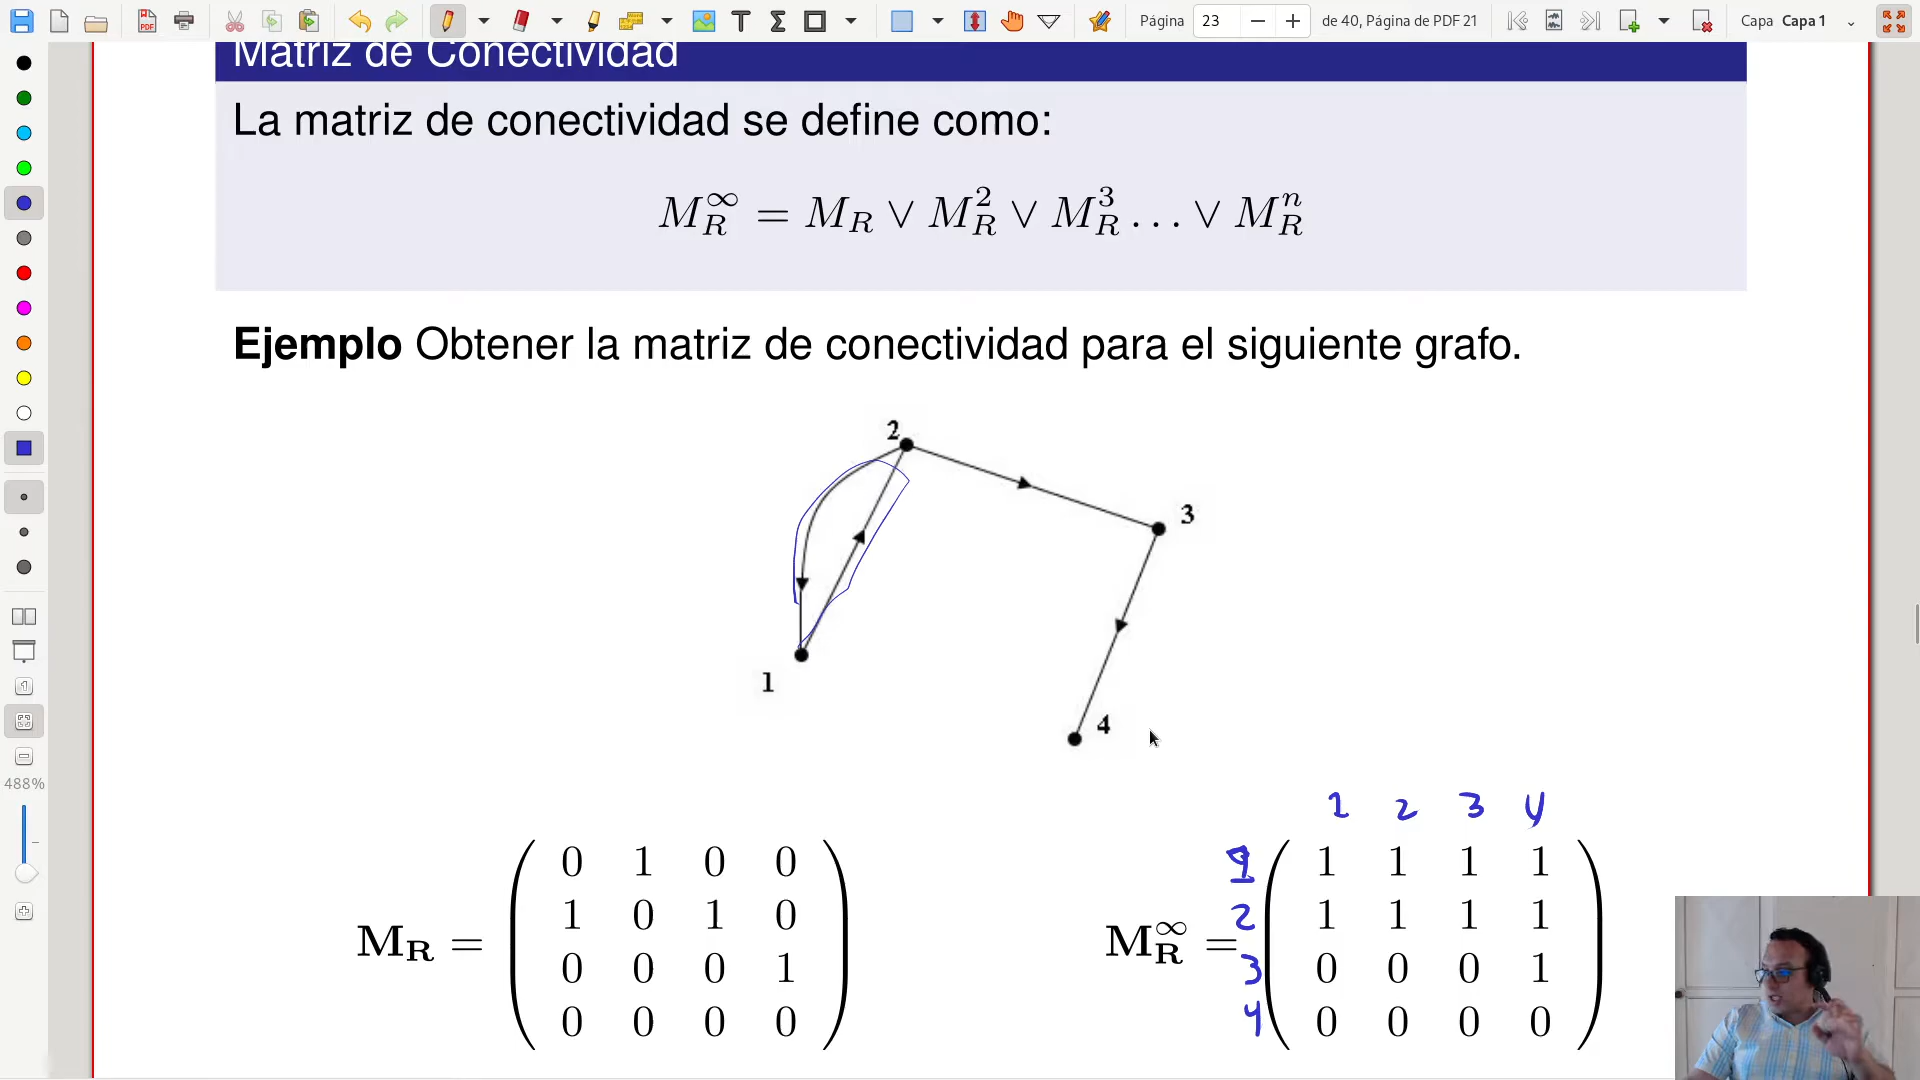 Página 23 de 40, Página de PDF 21 Capa Capa 1
Matriz de Conectividad
La matriz de conectividad se define como:
M_R^∞ = M_R ∨ M_R^2 ∨ M_R^3 ... ∨ M_R^n
Ejemplo Obtener la matriz de conectividad para el siguiente grafo.
2
3
1
4
488%
1 2 3 4
M_R =
0 1 0 0
1 0 1 0
0 0 0 1
0 0 0 0
M_R^∞ =
1 1 1 1 1
2 1 1 1 1
3 0 0 0 1
4 0 0 0 0